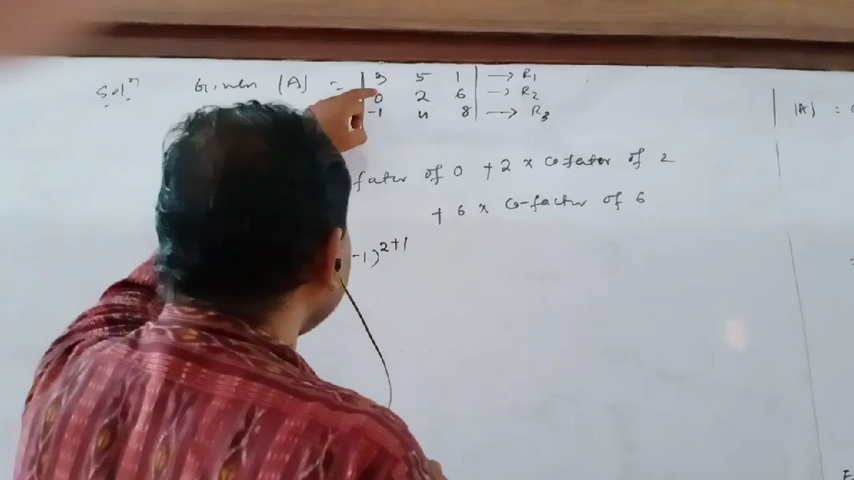 Solⁿ Given |A| = | 3 5 1 | → R₁
0 2 6 → R₂
-1 4 8 → R₃
|A| =
factor of 0 + 2 x cofactor of 2
+ 6 x co-factor of 6
-1)²⁺¹